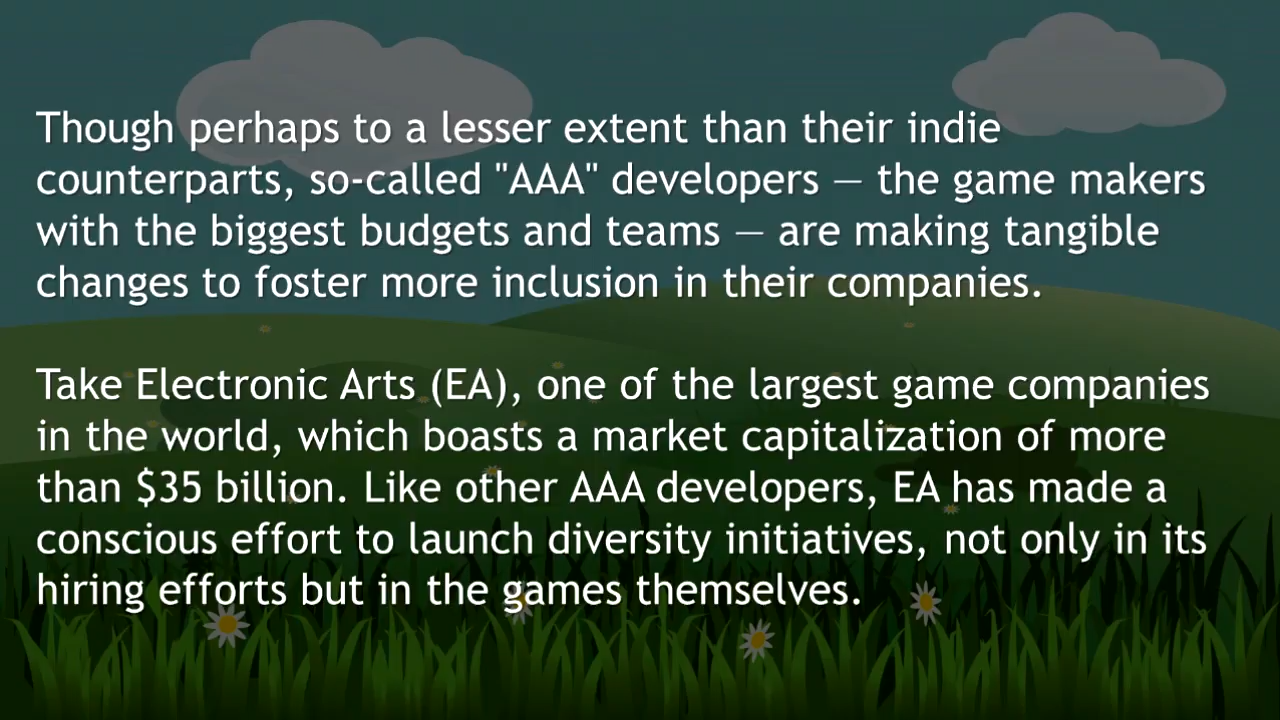 Though perhaps to a lesser extent than their indie
counterparts, so-called "AAA" developers — the game makers
with the biggest budgets and teams — are making tangible
changes to foster more inclusion in their companies.
Take Electronic Arts (EA), one of the largest game companies
in the world, which boasts a market capitalization of more
than $35 billion. Like other AAA developers, EA has made a
conscious effort to launch diversity initiatives, not only in its
hiring efforts but in the games themselves.